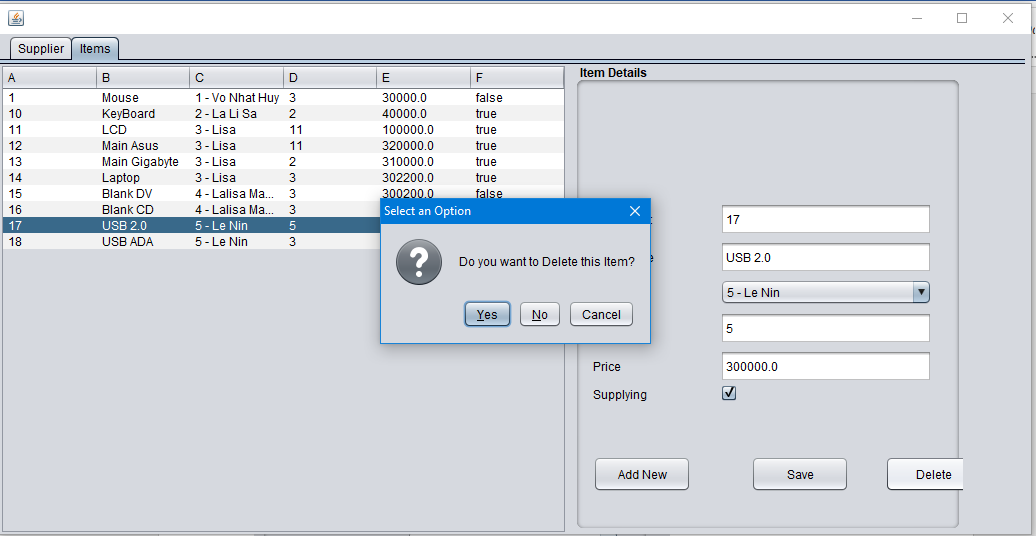 Supplier Items
A B C D E F
1 Mouse 1 - Vo Nhat Huy 3 30000.0 false
10 KeyBoard 2 - La Li Sa 2 40000.0 true
11 LCD 3 - Lisa 11 100000.0 true
12 Main Asus 3 - Lisa 11 320000.0 true
13 Main Gigabyte 3 - Lisa 2 310000.0 true
14 Laptop 3 - Lisa 3 302200.0 true
15 Blank DV 4 - Lalisa Ma... 3 300200.0 false
16 Blank CD 4 - Lalisa Ma... 3
17 USB 2.0 5 - Le Nin 5
18 USB ADA 5 - Le Nin 3
Select an Option
Do you want to Delete this Item?
Yes No Cancel
Item Details
17
USB 2.0
5 - Le Nin
5
Price 300000.0
Supplying
Add New Save Delete